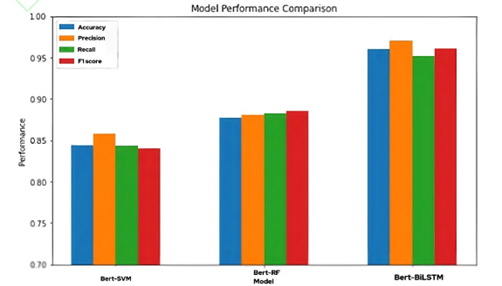 Model Performance Comparison
1.00
0.95
0.90
0.85
0.80
0.75
0.70
Performance
Accuracy
Precision
Recall
F1score
Bert-SVM
Bert-RF
Bert-BiLSTM
Model